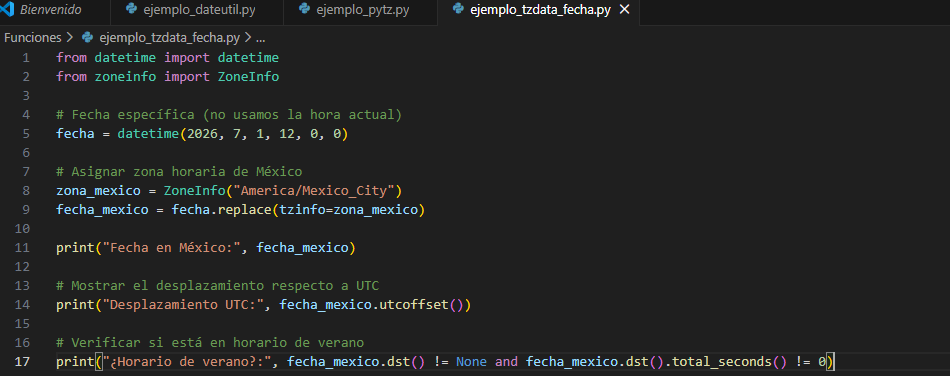 Bienvenido ejemplo_dateutil.py ejemplo_pytz.py ejemplo_tzdata_fecha.py
Funciones > ejemplo_tzdata_fecha.py > ...
1 from datetime import datetime
2 from zoneinfo import ZoneInfo
3
4 # Fecha específica (no usamos la hora actual)
5 fecha = datetime(2026, 7, 1, 12, 0, 0)
6
7 # Asignar zona horaria de México
8 zona_mexico = ZoneInfo("America/Mexico_City")
9 fecha_mexico = fecha.replace(tzinfo=zona_mexico)
10
11 print("Fecha en México:", fecha_mexico)
12
13 # Mostrar el desplazamiento respecto a UTC
14 print("Desplazamiento UTC:", fecha_mexico.utcoffset())
15
16 # Verificar si está en horario de verano
17 print("¿Horario de verano?:", fecha_mexico.dst() != None and fecha_mexico.dst().total_seconds() != 0)